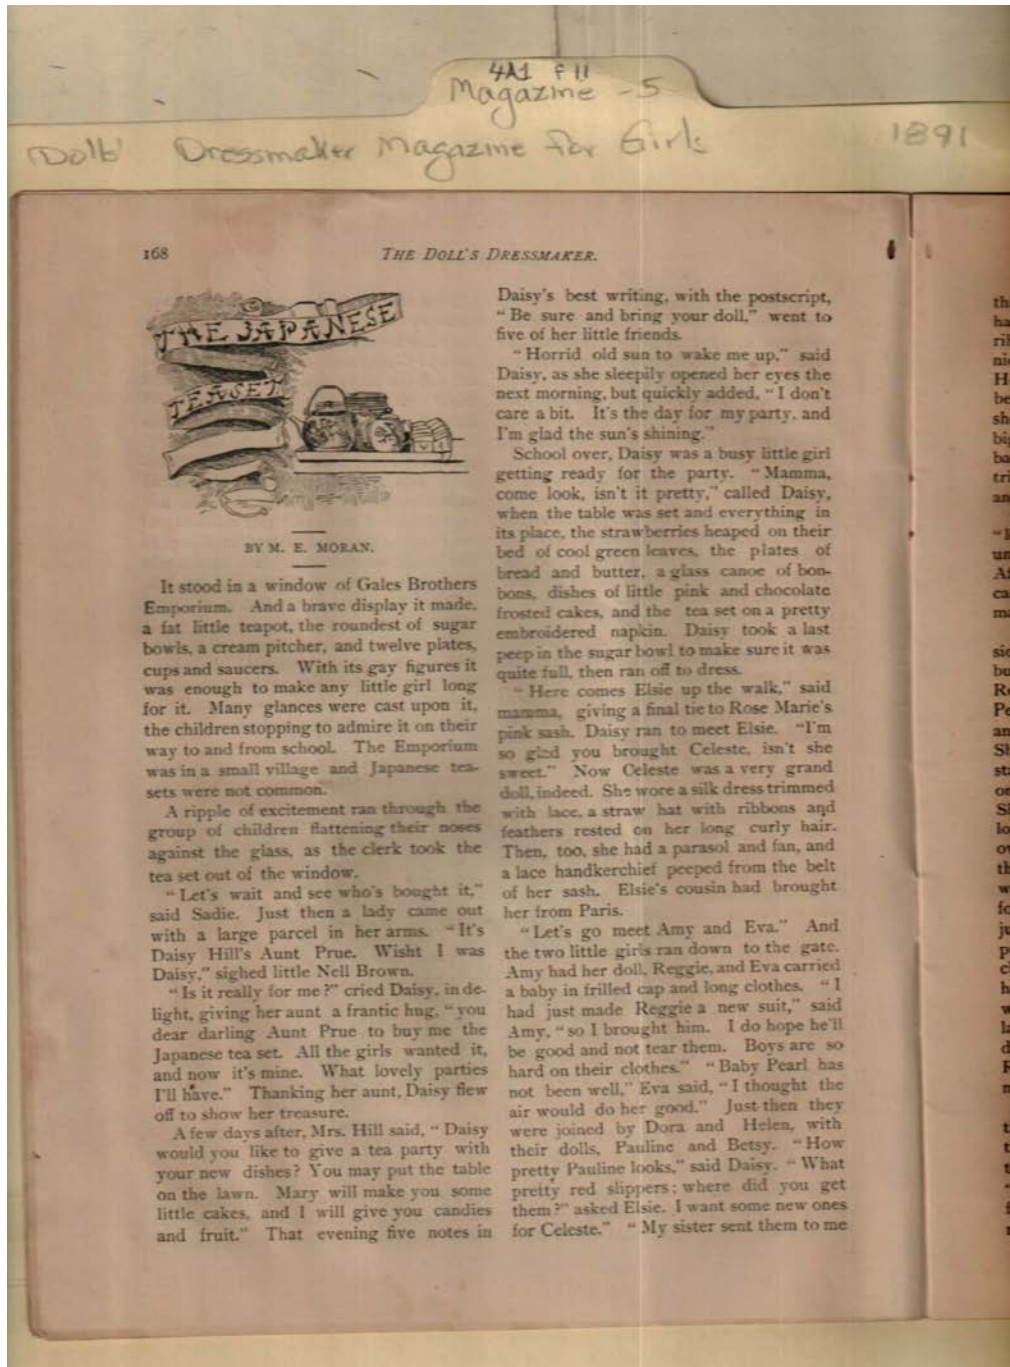 4A1 F11
Magazine - 5
Dolls' Dressmaker Magazine for Girls 1891
168 THE DOLL'S DRESSMAKER.
THE JAPANESE
TEASET
BY M. E. MORAN.
It stood in a window of Gales Brothers
Emporium. And a brave display it made,
a fat little teapot, the roundest of sugar
bowls, a cream pitcher, and twelve plates,
cups and saucers. With its gay figures it
was enough to make any little girl long
for it. Many glances were cast upon it,
the children stopping to admire it on their
way to and from school. The Emporium
was in a small village and Japanese tea-
sets were not common.
A ripple of excitement ran through the
group of children flattening their noses
against the glass, as the clerk took the
tea set out of the window.
"Let's wait and see who's bought it,"
said Sadie. Just then a lady came out
with a large parcel in her arms. "It's
Daisy Hill's Aunt Prue. Wisht I was
Daisy," sighed little Nell Brown.
"Is it really for me?" cried Daisy, in de-
light, giving her aunt a frantic hug, "you
dear darling Aunt Prue to buy me the
Japanese tea set. All the girls wanted it,
and now it's mine. What lovely parties
I'll have." Thanking her aunt, Daisy flew
off to show her treasure.
A few days after, Mrs. Hill said, "Daisy
would you like to give a tea party with
your new dishes? You may put the table
on the lawn. Mary will make you some
little cakes, and I will give you candies
and fruit." That evening five notes in
Daisy's best writing, with the postscript,
"Be sure and bring your doll," went to
five of her little friends.
"Horrid old sun to wake me up," said
Daisy, as she sleepily opened her eyes the
next morning, but quickly added, "I don't
care a bit. It's the day for my party, and
I'm glad the sun's shining."
School over, Daisy was a busy little girl
getting ready for the party. "Mamma,
come look, isn't it pretty," called Daisy,
when the table was set and everything in
its place, the strawberries heaped on their
bed of cool green leaves, the plates of
bread and butter, a glass canoe of bon-
bons, dishes of little pink and chocolate
frosted cakes, and the tea set on a pretty
embroidered napkin. Daisy took a last
peep in the sugar bowl to make sure it was
quite full, then ran off to dress.
"Here comes Elsie up the walk," said
mamma, giving a final tie to Rose Marie's
pink sash. Daisy ran to meet Elsie. "I'm
so glad you brought Celeste, isn't she
sweet." Now Celeste was a very grand
doll, indeed. She wore a silk dress trimmed
with lace, a straw hat with ribbons and
feathers rested on her long curly hair.
Then, too, she had a parasol and fan, and
a lace handkerchief peeped from the belt
of her sash. Elsie's cousin had brought
her from Paris.
"Let's go meet Amy and Eva." And
the two little girls ran down to the gate.
Amy had her doll, Reggie, and Eva carried
a baby in frilled cap and long clothes. "I
had just made Reggie a new suit," said
Amy, "so I brought him. I do hope he'll
be good and not tear them. Boys are so
hard on their clothes." "Baby Pearl has
not been well," Eva said, "I thought the
air would do her good." Just then they
were joined by Dora and Helen, with
their dolls, Pauline and Betsy. "How
pretty Pauline looks," said Daisy. "What
pretty red slippers; where did you get
them?" asked Elsie. I want some new ones
for Celeste." "My sister sent them to me